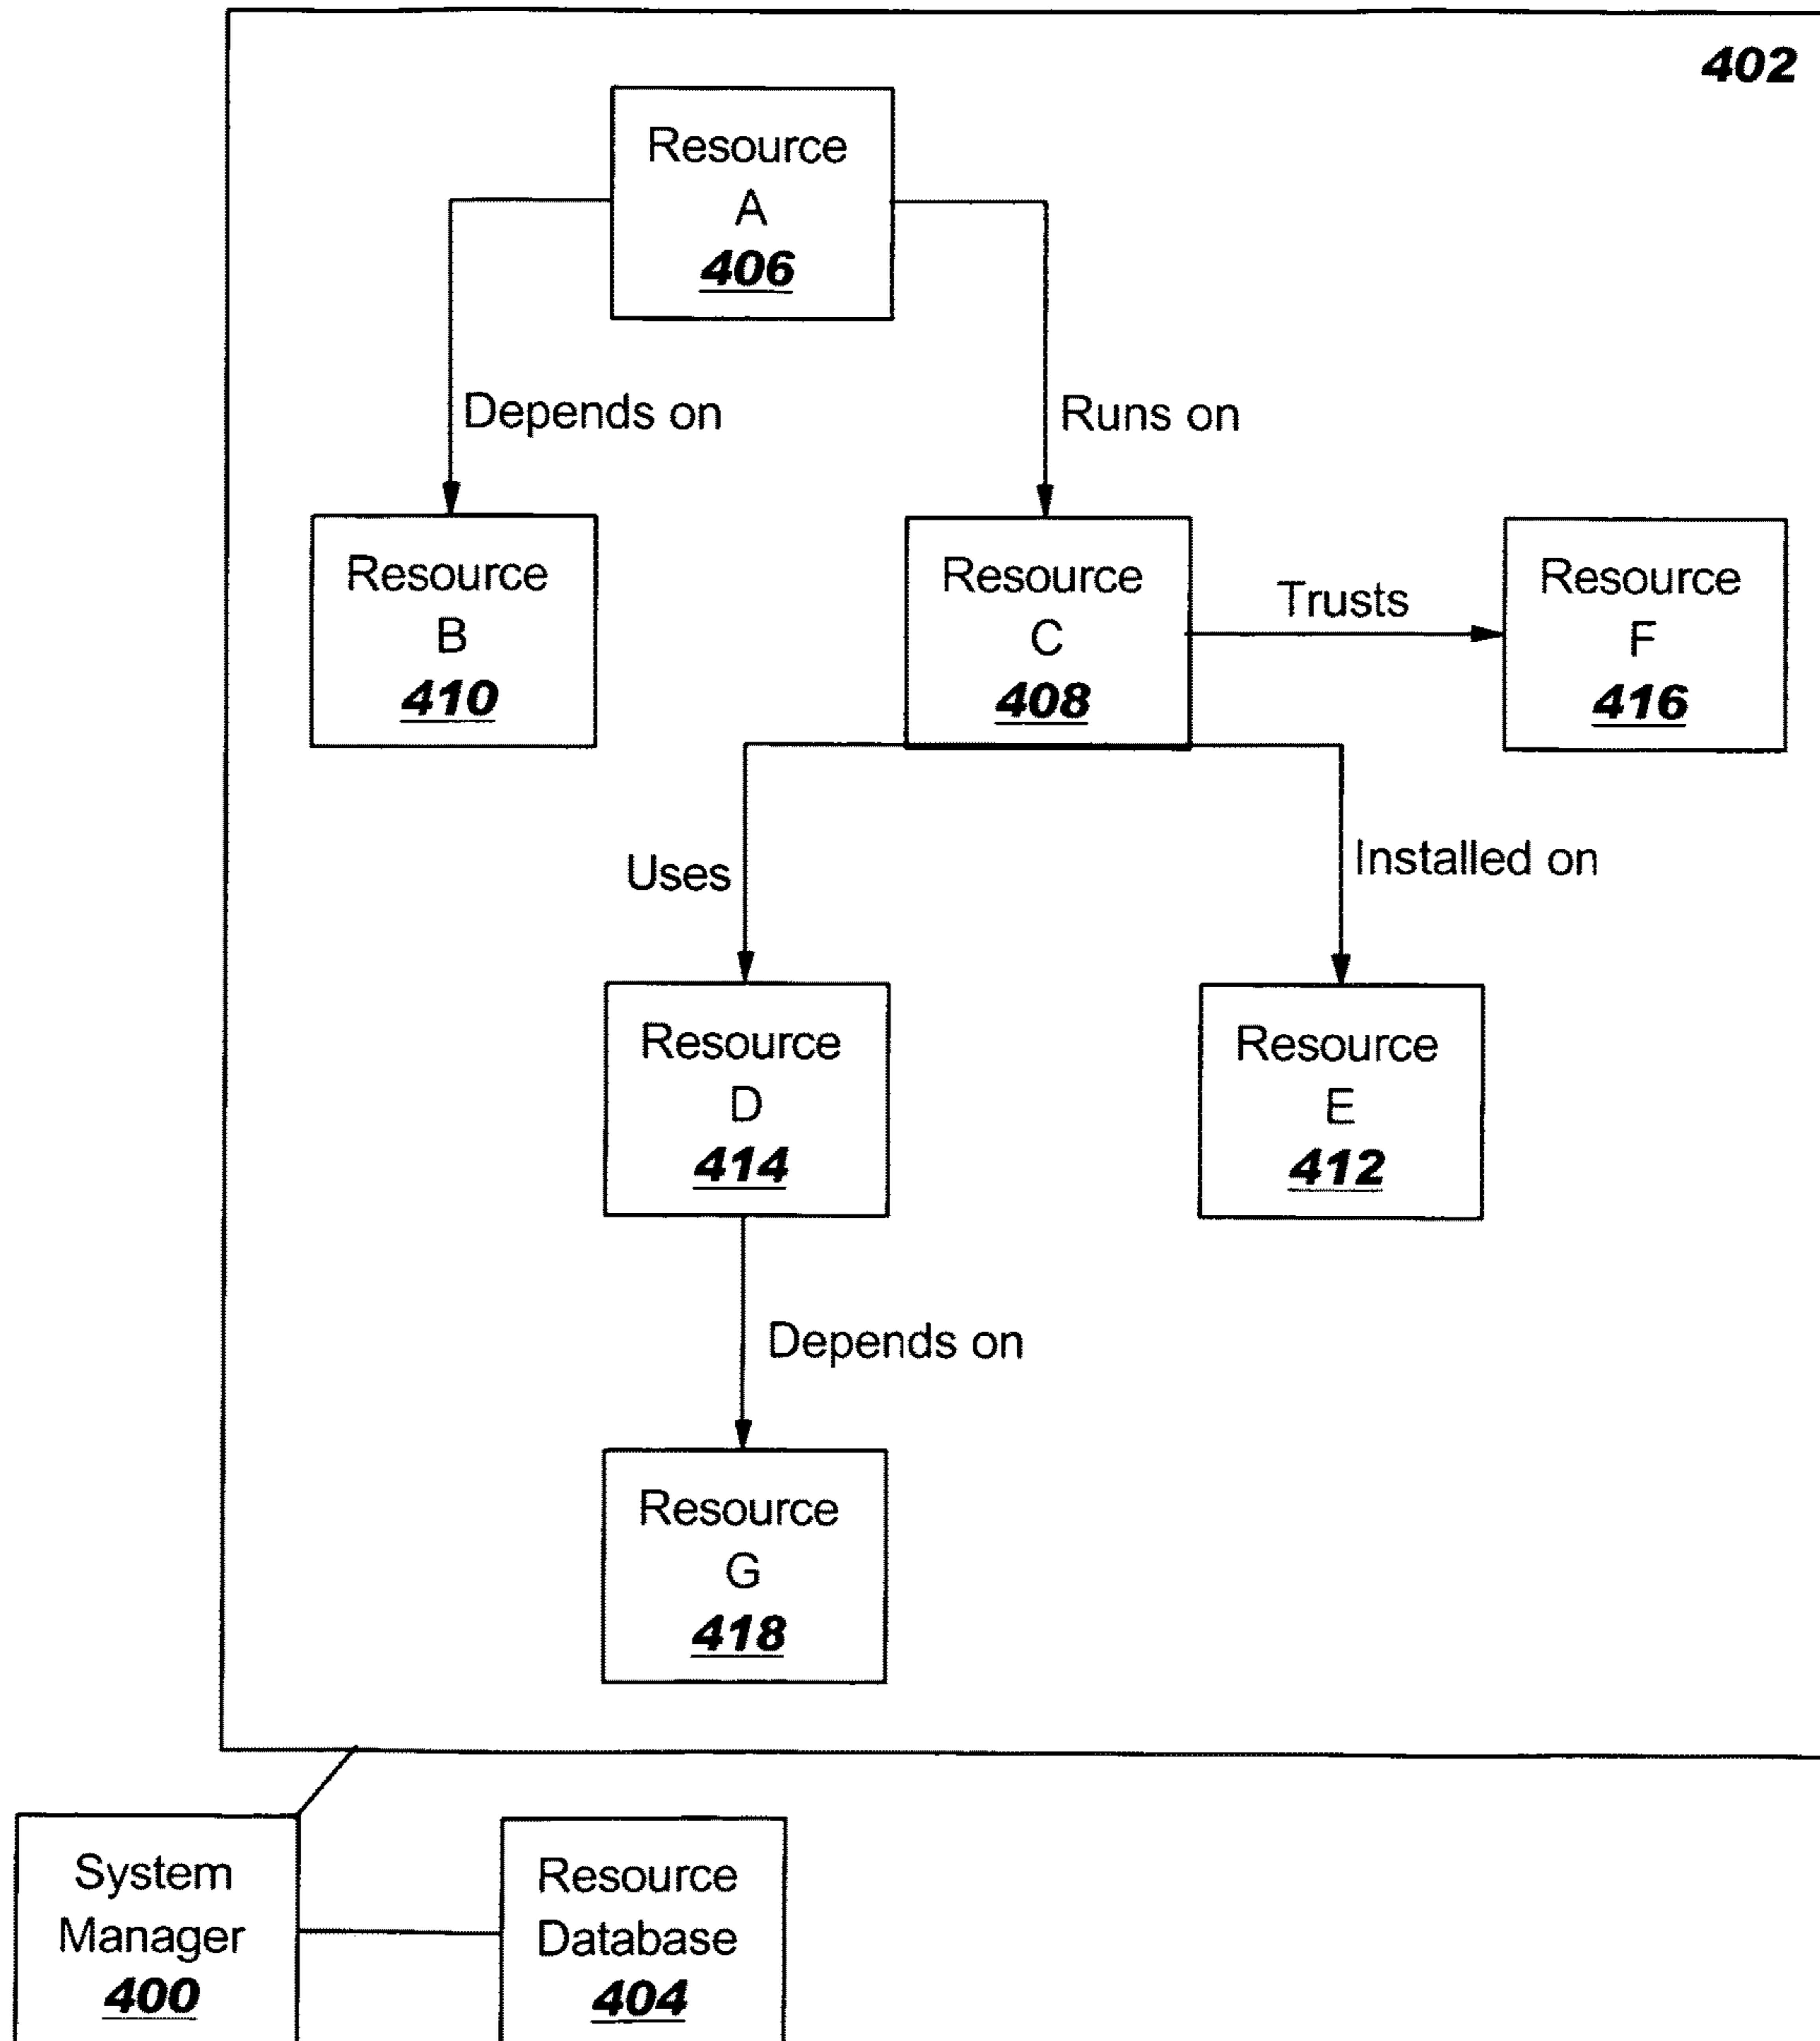 402
Resource
A
406
Depends on
Runs on
Resource
B
410
Resource
C
408
Trusts
Resource
F
416
Uses
Installed on
Resource
D
414
Resource
E
412
Depends on
Resource
G
418
System
Manager
400
Resource
Database
404